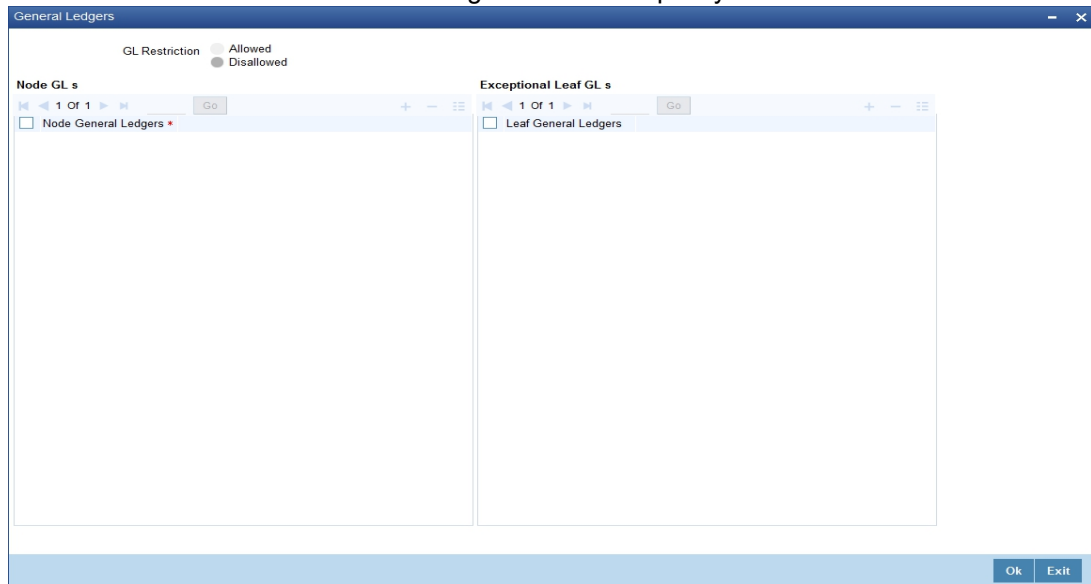 General Ledgers
GL Restriction Allowed
Disallowed
Node GL s Exceptional Leaf GL s
1 Of 1 Go 1 Of 1 Go
Node General Ledgers * Leaf General Ledgers
Ok Exit